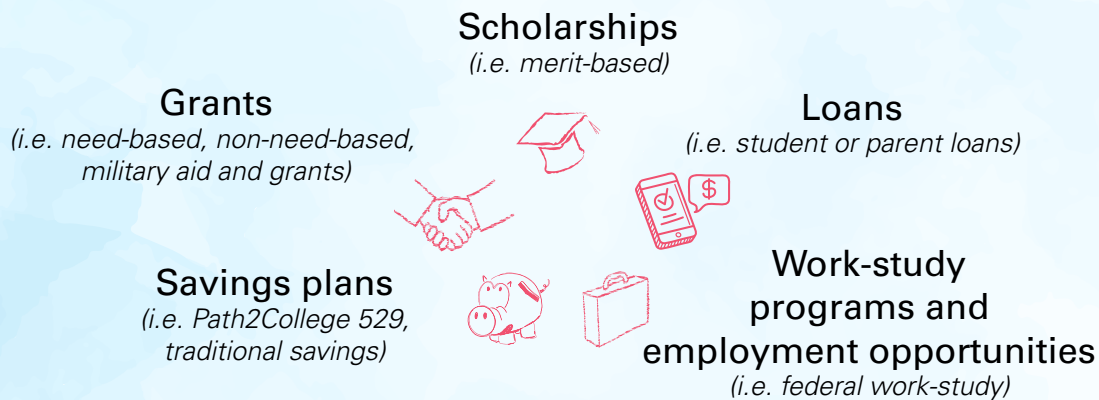 Scholarships
(i.e. merit-based)
Grants
(i.e. need-based, non-need-based,
military aid and grants)
Loans
(i.e. student or parent loans)
$
Savings plans
(i.e. Path2College 529,
traditional savings)
Work-study
programs and
employment opportunities
(i.e. federal work-study)